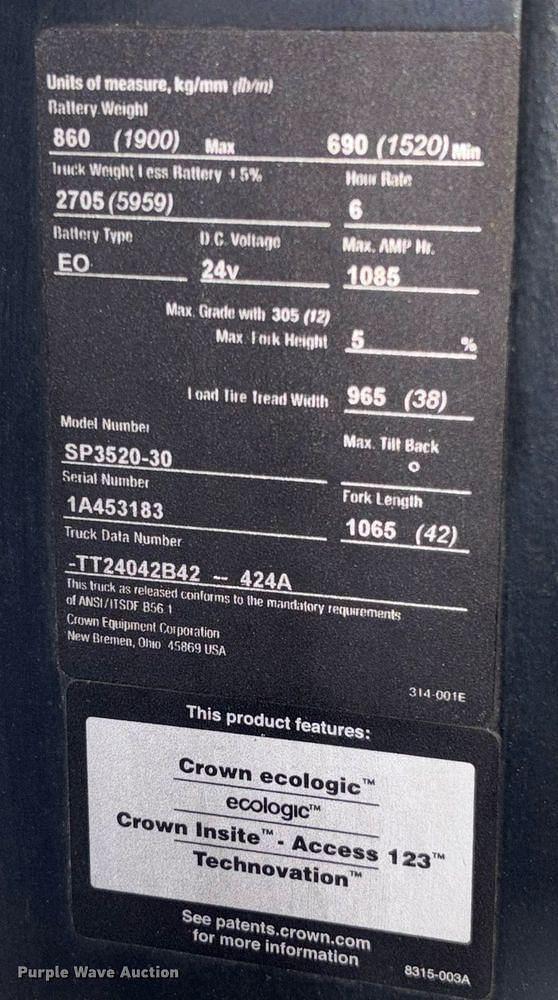 Units of measure, kg/mm (lb/in)
Battery Weight
860 (1900) Max 690 (1520) Min
Truck Weight Less Battery ±5% Hour Rate
2705 (5959) 6
Battery Type D.C. Voltage Max. AMP Hr.
EO 24v 1085
Max. Grade with 305 (12)
Max. Fork Height 5 %
Load Tire Tread Width 965 (38)
Model Number Max. Tilt Back
SP3520-30 °
Serial Number Fork Length
1A453183 1065 (42)
Truck Data Number
-TT24042B42 -- 424A
This truck as released conforms to the mandatory requirements
of ANSI/ITSDF B56.1
Crown Equipment Corporation
New Bremen, Ohio 45869 USA
314-001E
This product features:
Crown ecologic™
ecologic™
Crown Insite™ - Access 123™
Technovation™
See patents.crown.com
for more information
8315-003A
Purple Wave Auction